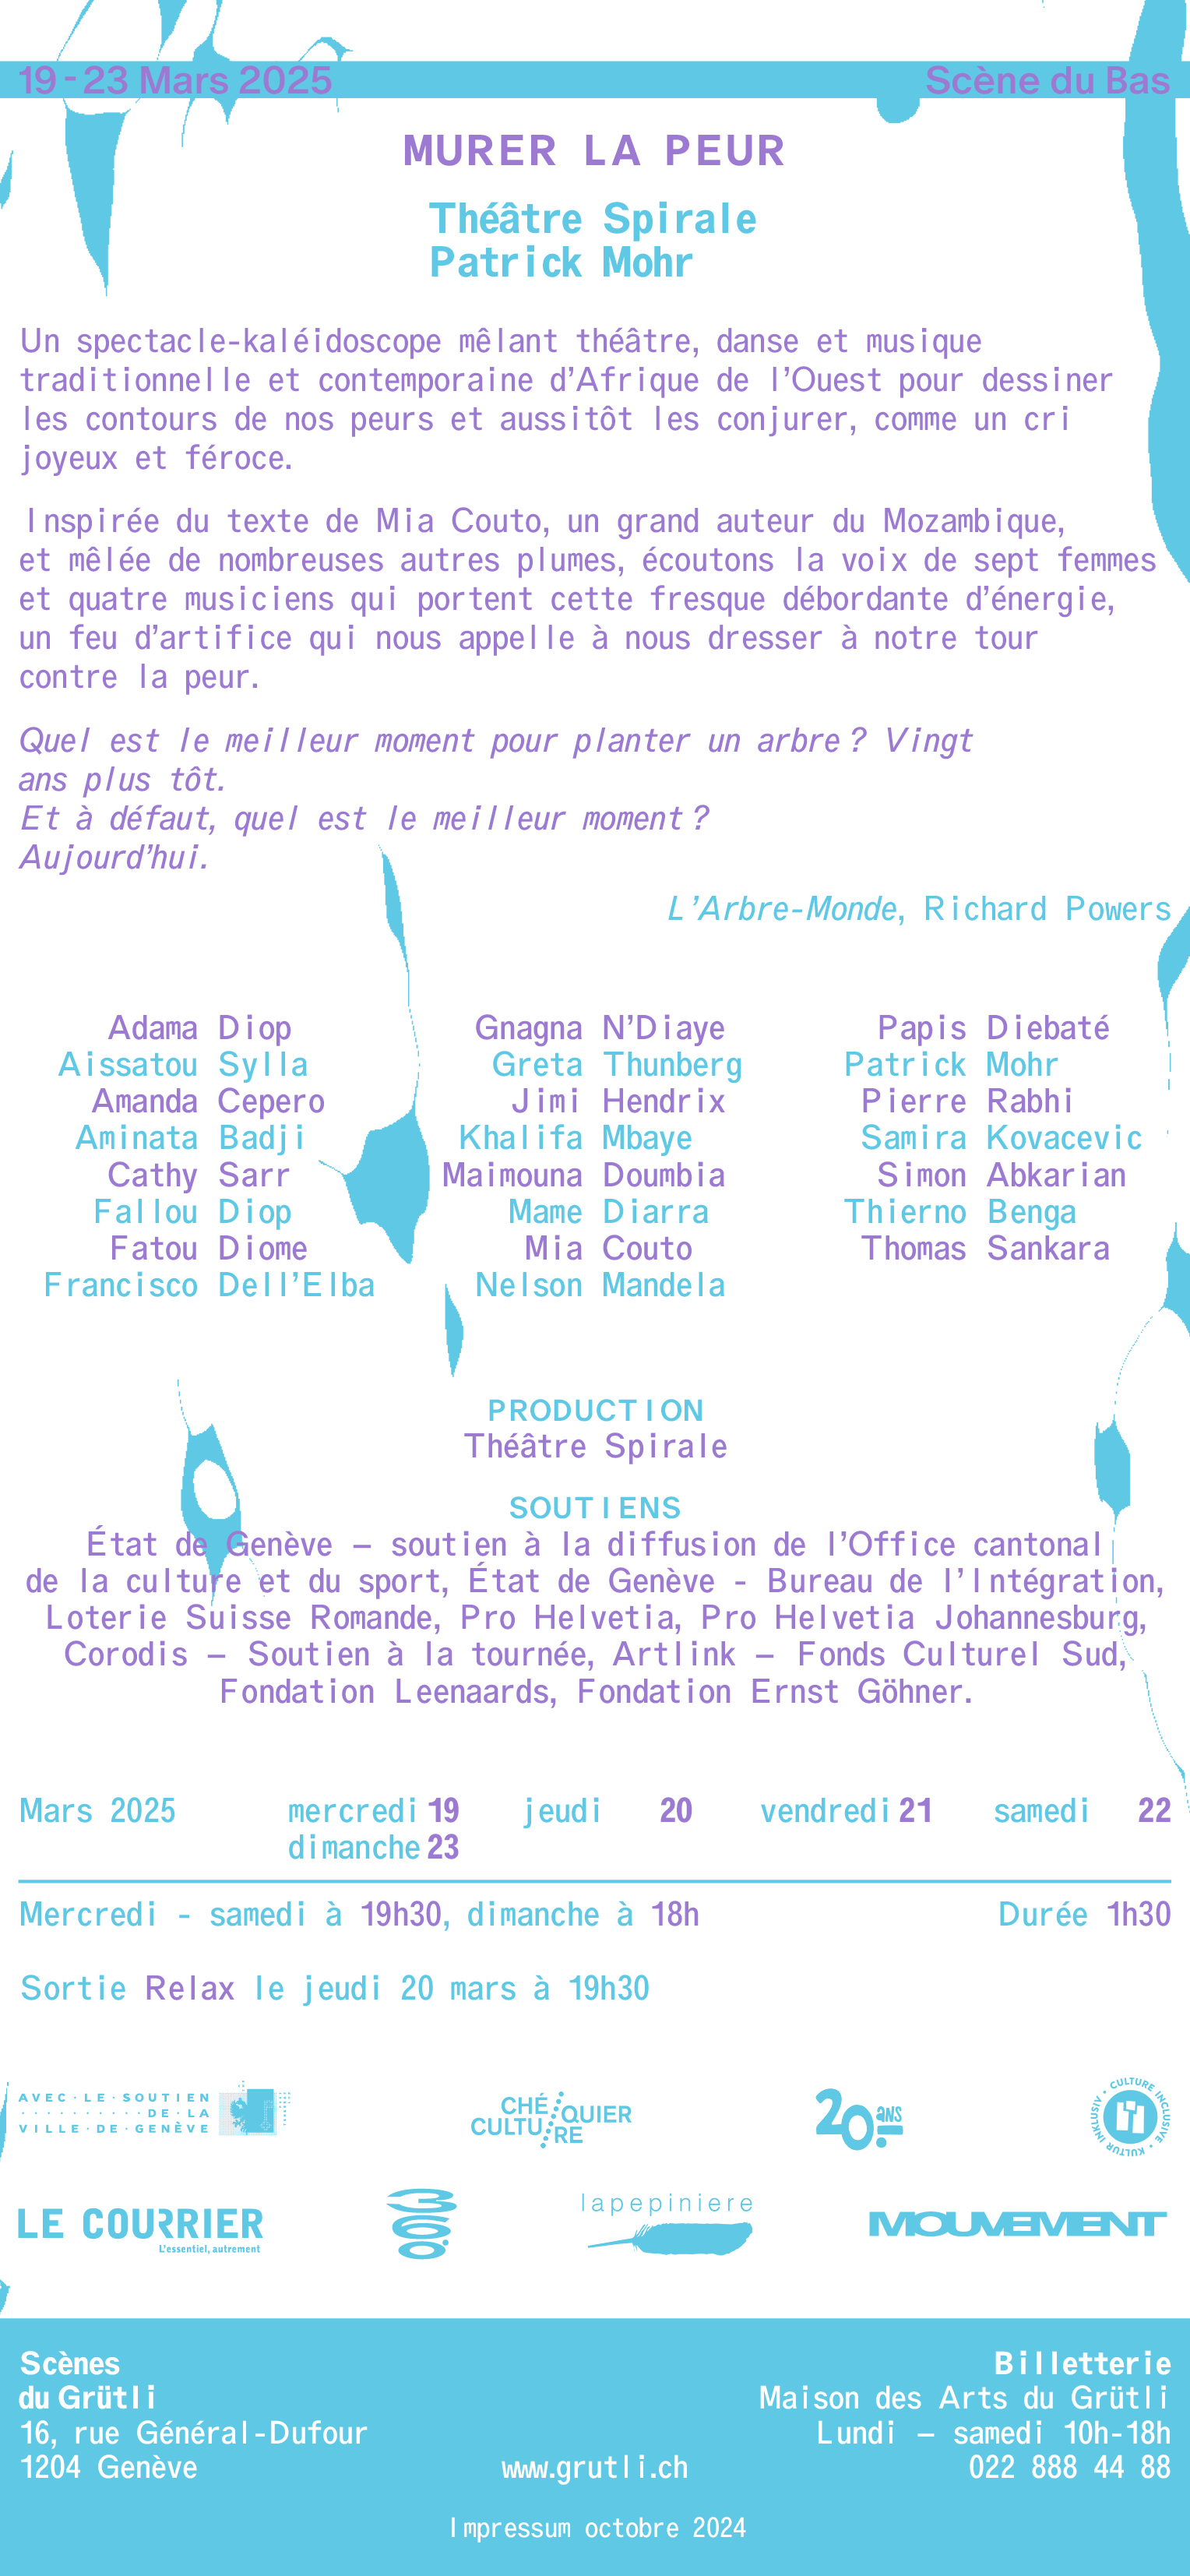 19-23 Mars 2025 Scène du Bas
MURER LA PEUR
Théâtre Spirale
Patrick Mohr
Un spectacle-kaléidoscope mêlant théâtre, danse et musique
traditionnelle et contemporaine d’Afrique de l’Ouest pour dessiner
les contours de nos peurs et aussitôt les conjurer, comme un cri
joyeux et féroce.
Inspirée du texte de Mia Couto, un grand auteur du Mozambique,
et mêlée de nombreuses autres plumes, écoutons la voix de sept femmes
et quatre musiciens qui portent cette fresque débordante d’énergie,
un feu d’artifice qui nous appelle à nous dresser à notre tour
contre la peur.
Quel est le meilleur moment pour planter un arbre ? Vingt
ans plus tôt.
Et à défaut, quel est le meilleur moment ?
Aujourd’hui.
L’Arbre-Monde, Richard Powers
Adama Diop
Aissatou Sylla
Amanda Cepero
Aminata Badji
Cathy Sarr
Fallou Diop
Fatou Diome
Francisco Dell’Elba
Gnagna N’Diaye
Greta Thunberg
Jimi Hendrix
Khalifa Mbaye
Maimouna Doumbia
Mame Diarra
Mia Couto
Nelson Mandela
Papis Diebaté
Patrick Mohr
Pierre Rabhi
Samira Kovacevic
Simon Abkarian
Thierno Benga
Thomas Sankara
PRODUCTION
Théâtre Spirale
SOUTIENS
État de Genève – soutien à la diffusion de l’Office cantonal
de la culture et du sport, État de Genève - Bureau de l’Intégration,
Loterie Suisse Romande, Pro Helvetia, Pro Helvetia Johannesburg,
Corodis – Soutien à la tournée, Artlink – Fonds Culturel Sud,
Fondation Leenaards, Fondation Ernst Göhner.
Mars 2025 mercredi 19 jeudi 20 vendredi 21 samedi 22
dimanche 23
Mercredi - samedi à 19h30, dimanche à 18h Durée 1h30
Sortie Relax le jeudi 20 mars à 19h30
AVEC·LE·SOUTIEN
··········DE·LA
VILLE·DE·GENÈVE
CHÉQUIER
CULTURE
20 ans
CULTURE INCLUSIVE • KULTUR INKLUSIV •
LE COURRIER
L’essentiel, autrement
360°
lapepiniere
MOUVEMENT
Scènes
du Grütli
16, rue Général-Dufour
1204 Genève
www.grutli.ch
Billetterie
Maison des Arts du Grütli
Lundi – samedi 10h-18h
022 888 44 88
Impressum octobre 2024